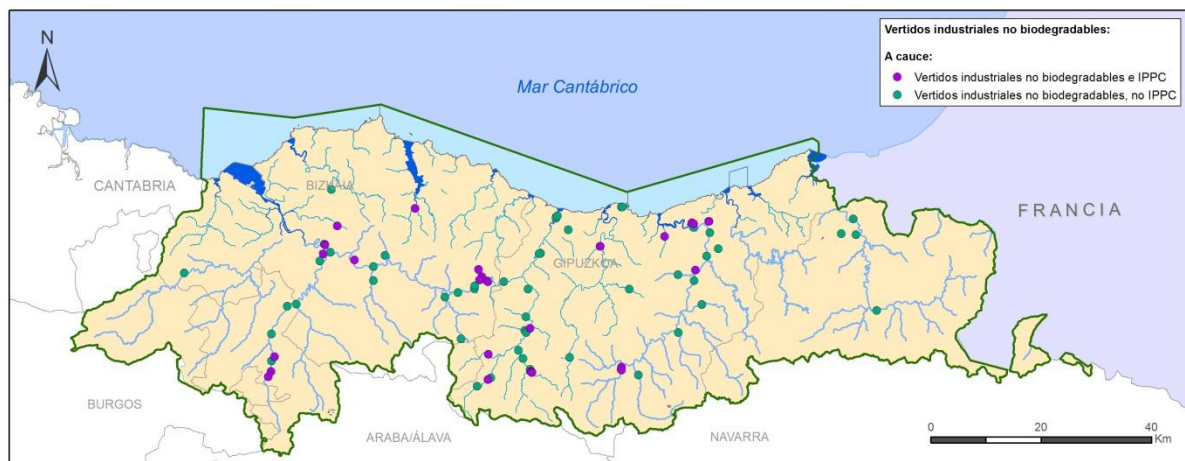 N
Vertidos industriales no biodegradables:
A cauce:
Vertidos industriales no biodegradables e IPPC
Vertidos industriales no biodegradables, no IPPC
Mar Cantábrico
CANTABRIA
BIZKAIA
FRANCIA
GIPUZKOA
BURGOS
ARABA/ÁLAVA
NAVARRA
0 20 40
Km